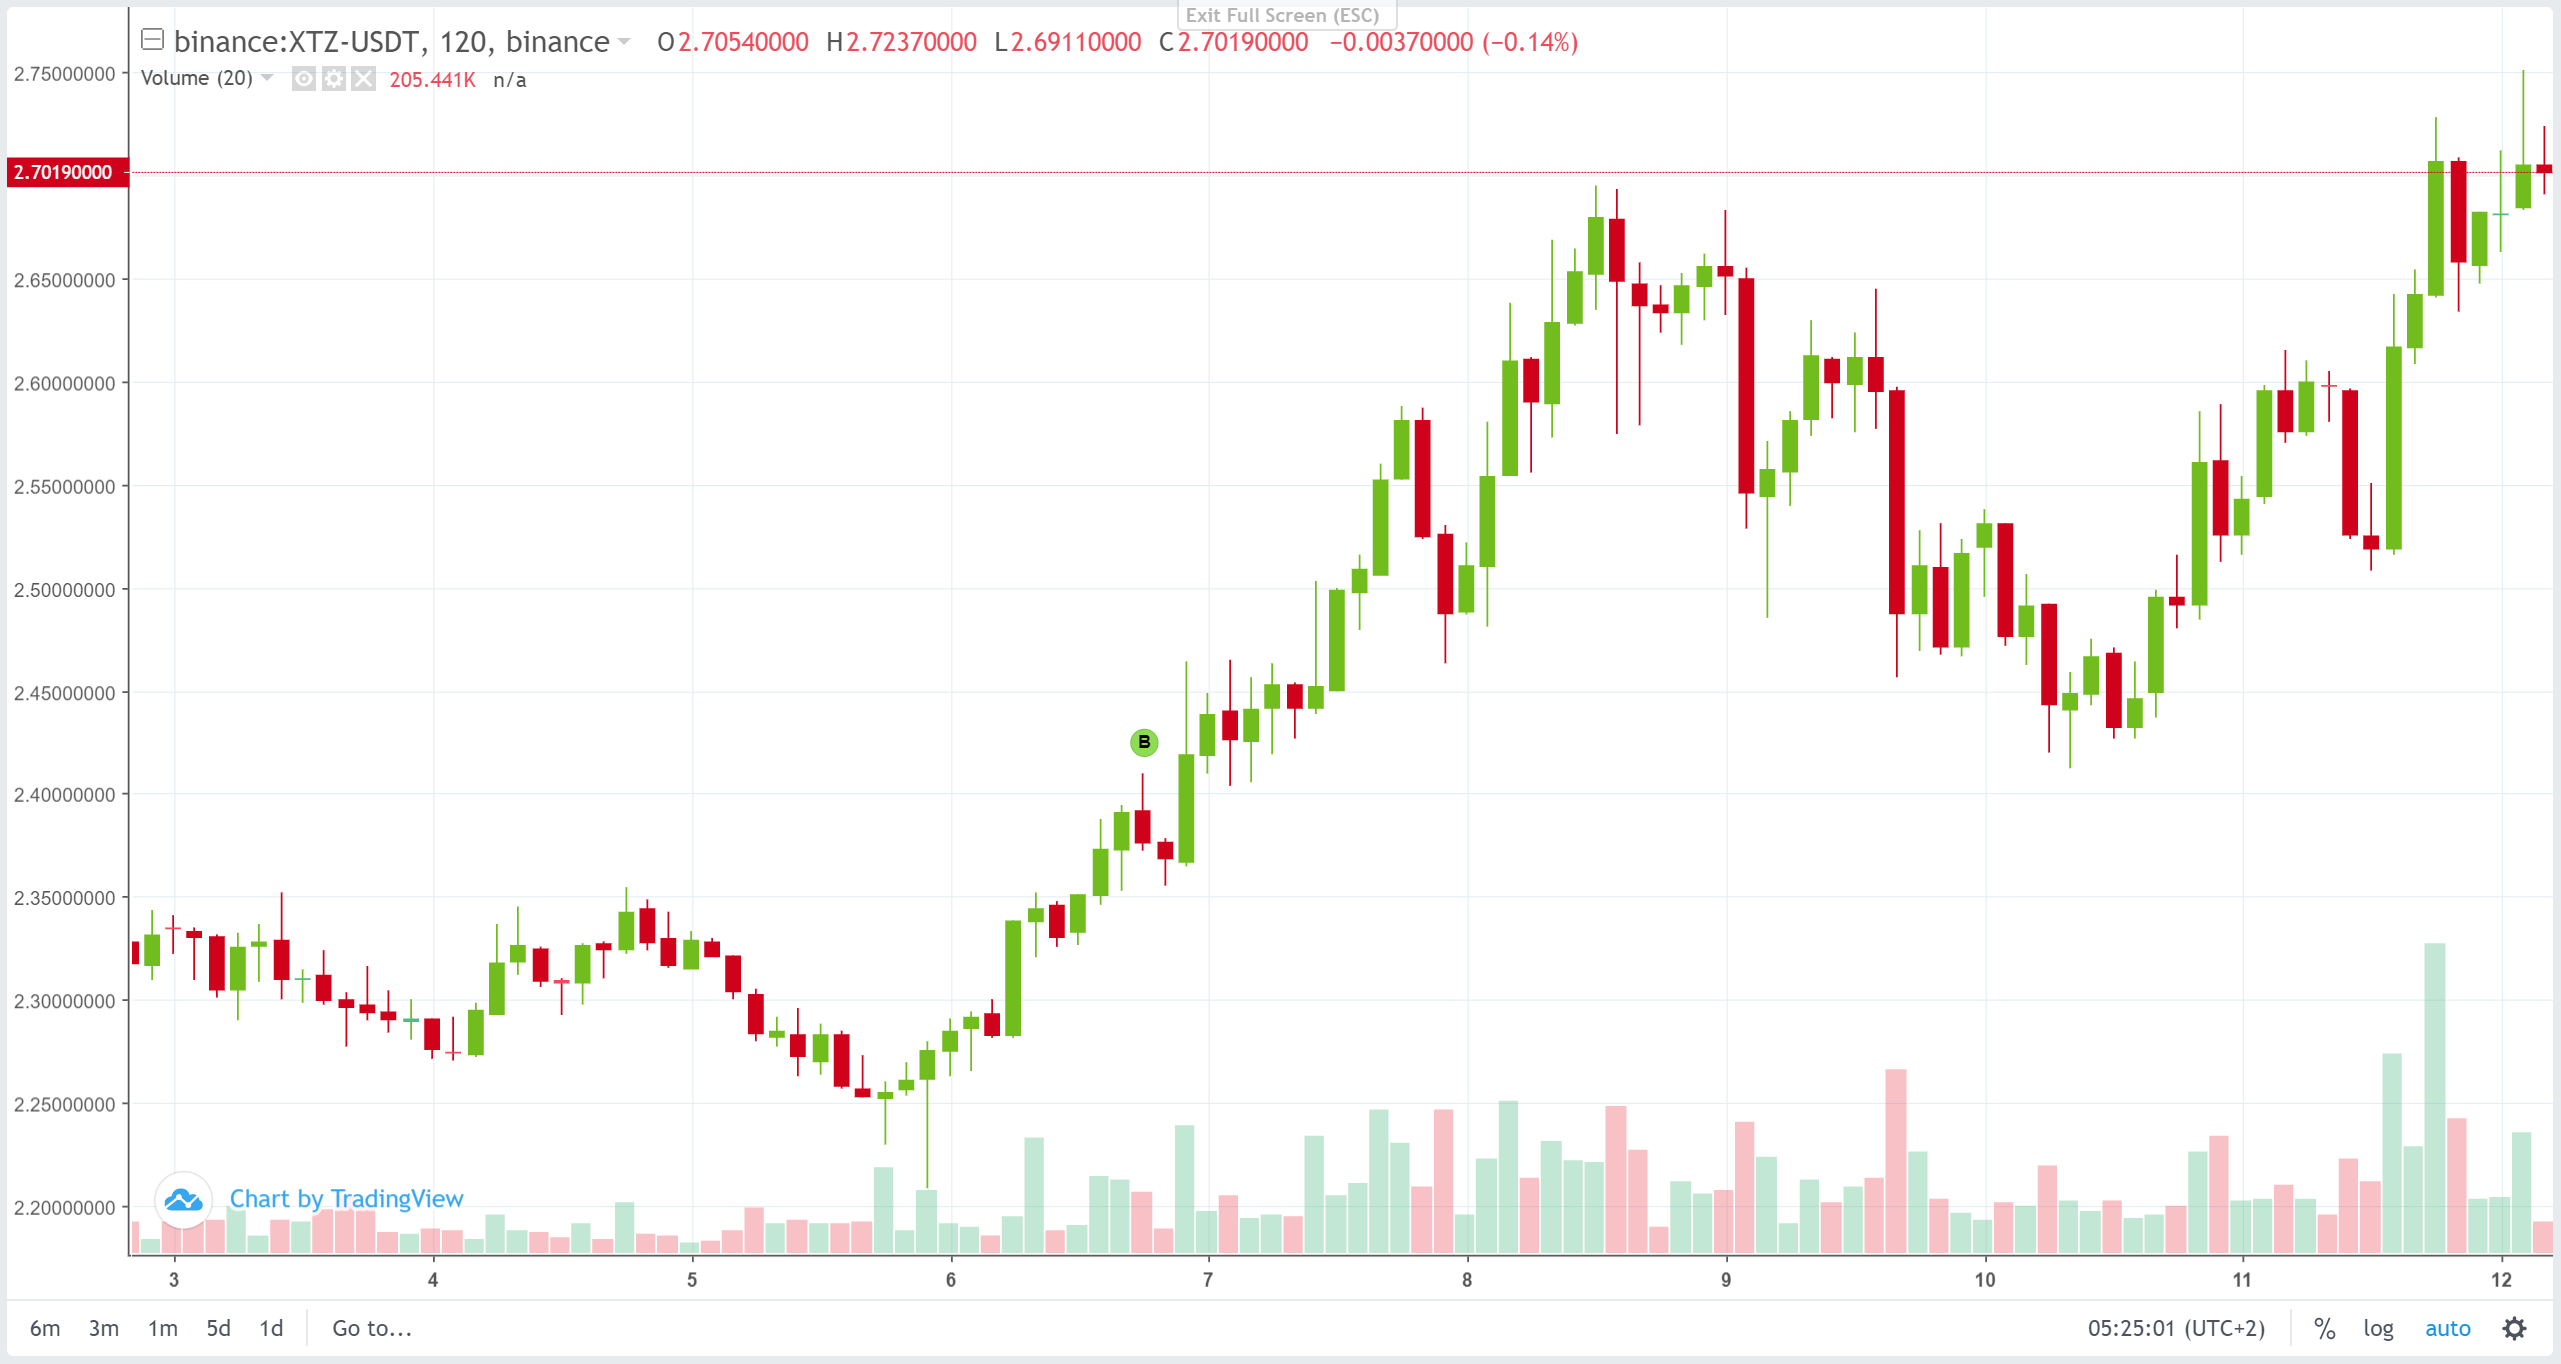 Exit Full Screen (ESC)
binance:XTZ-USDT, 120, binance O2.70540000 H2.72370000 L2.69110000 C2.70190000 −0.00370000 (−0.14%)
Volume (20) 205.441K n/a
2.75000000
2.70190000
2.65000000
2.60000000
2.55000000
2.50000000
2.45000000
2.40000000
2.35000000
2.30000000
2.25000000
2.20000000
B
Chart by TradingView
3 4 5 6 7 8 9 10 11 12
6m 3m 1m 5d 1d Go to... 05:25:01 (UTC+2) % log auto